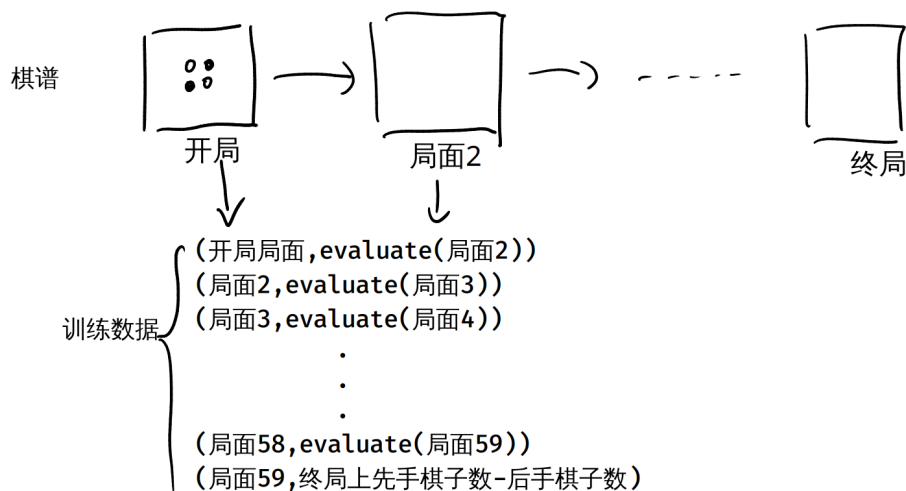 棋谱
开局
局面2
终局
(开局局面,evaluate(局面2))
(局面2,evaluate(局面3))
(局面3,evaluate(局面4))
训练数据
.
.
.
(局面58,evaluate(局面59))
(局面59,终局上先手棋子数-后手棋子数)